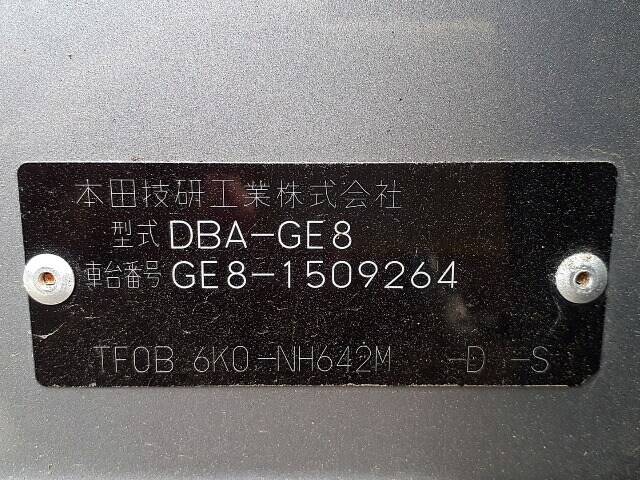 本田技研工業株式会社
型式 DBA-GE8
車台番号 GE8-1509264
TF0B 6K0-NH642M -D -S